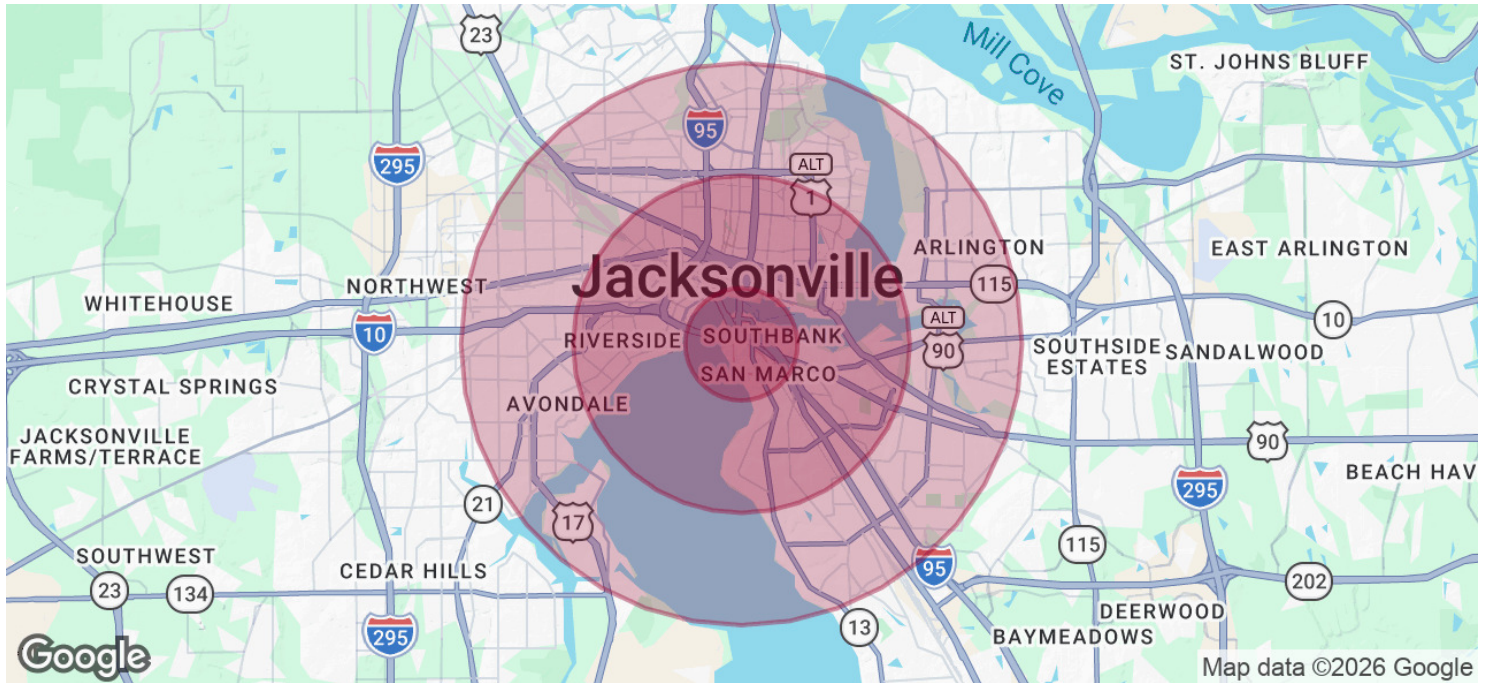 23
Mill Cove
ST. JOHNS BLUFF
95
295
ALT
1
ARLINGTON
EAST ARLINGTON
Jacksonville
NORTHWEST
115
WHITEHOUSE
10
ALT
10
RIVERSIDE
SOUTHBANK
90
SOUTHSIDE
ESTATES
SANDALWOOD
CRYSTAL SPRINGS
SAN MARCO
AVONDALE
JACKSONVILLE
FARMS/TERRACE
90
BEACH HAV
295
21
17
115
SOUTHWEST
CEDAR HILLS
95
202
23
134
DEERWOOD
295
13
BAYMEADOWS
Google
Map data ©2026 Google